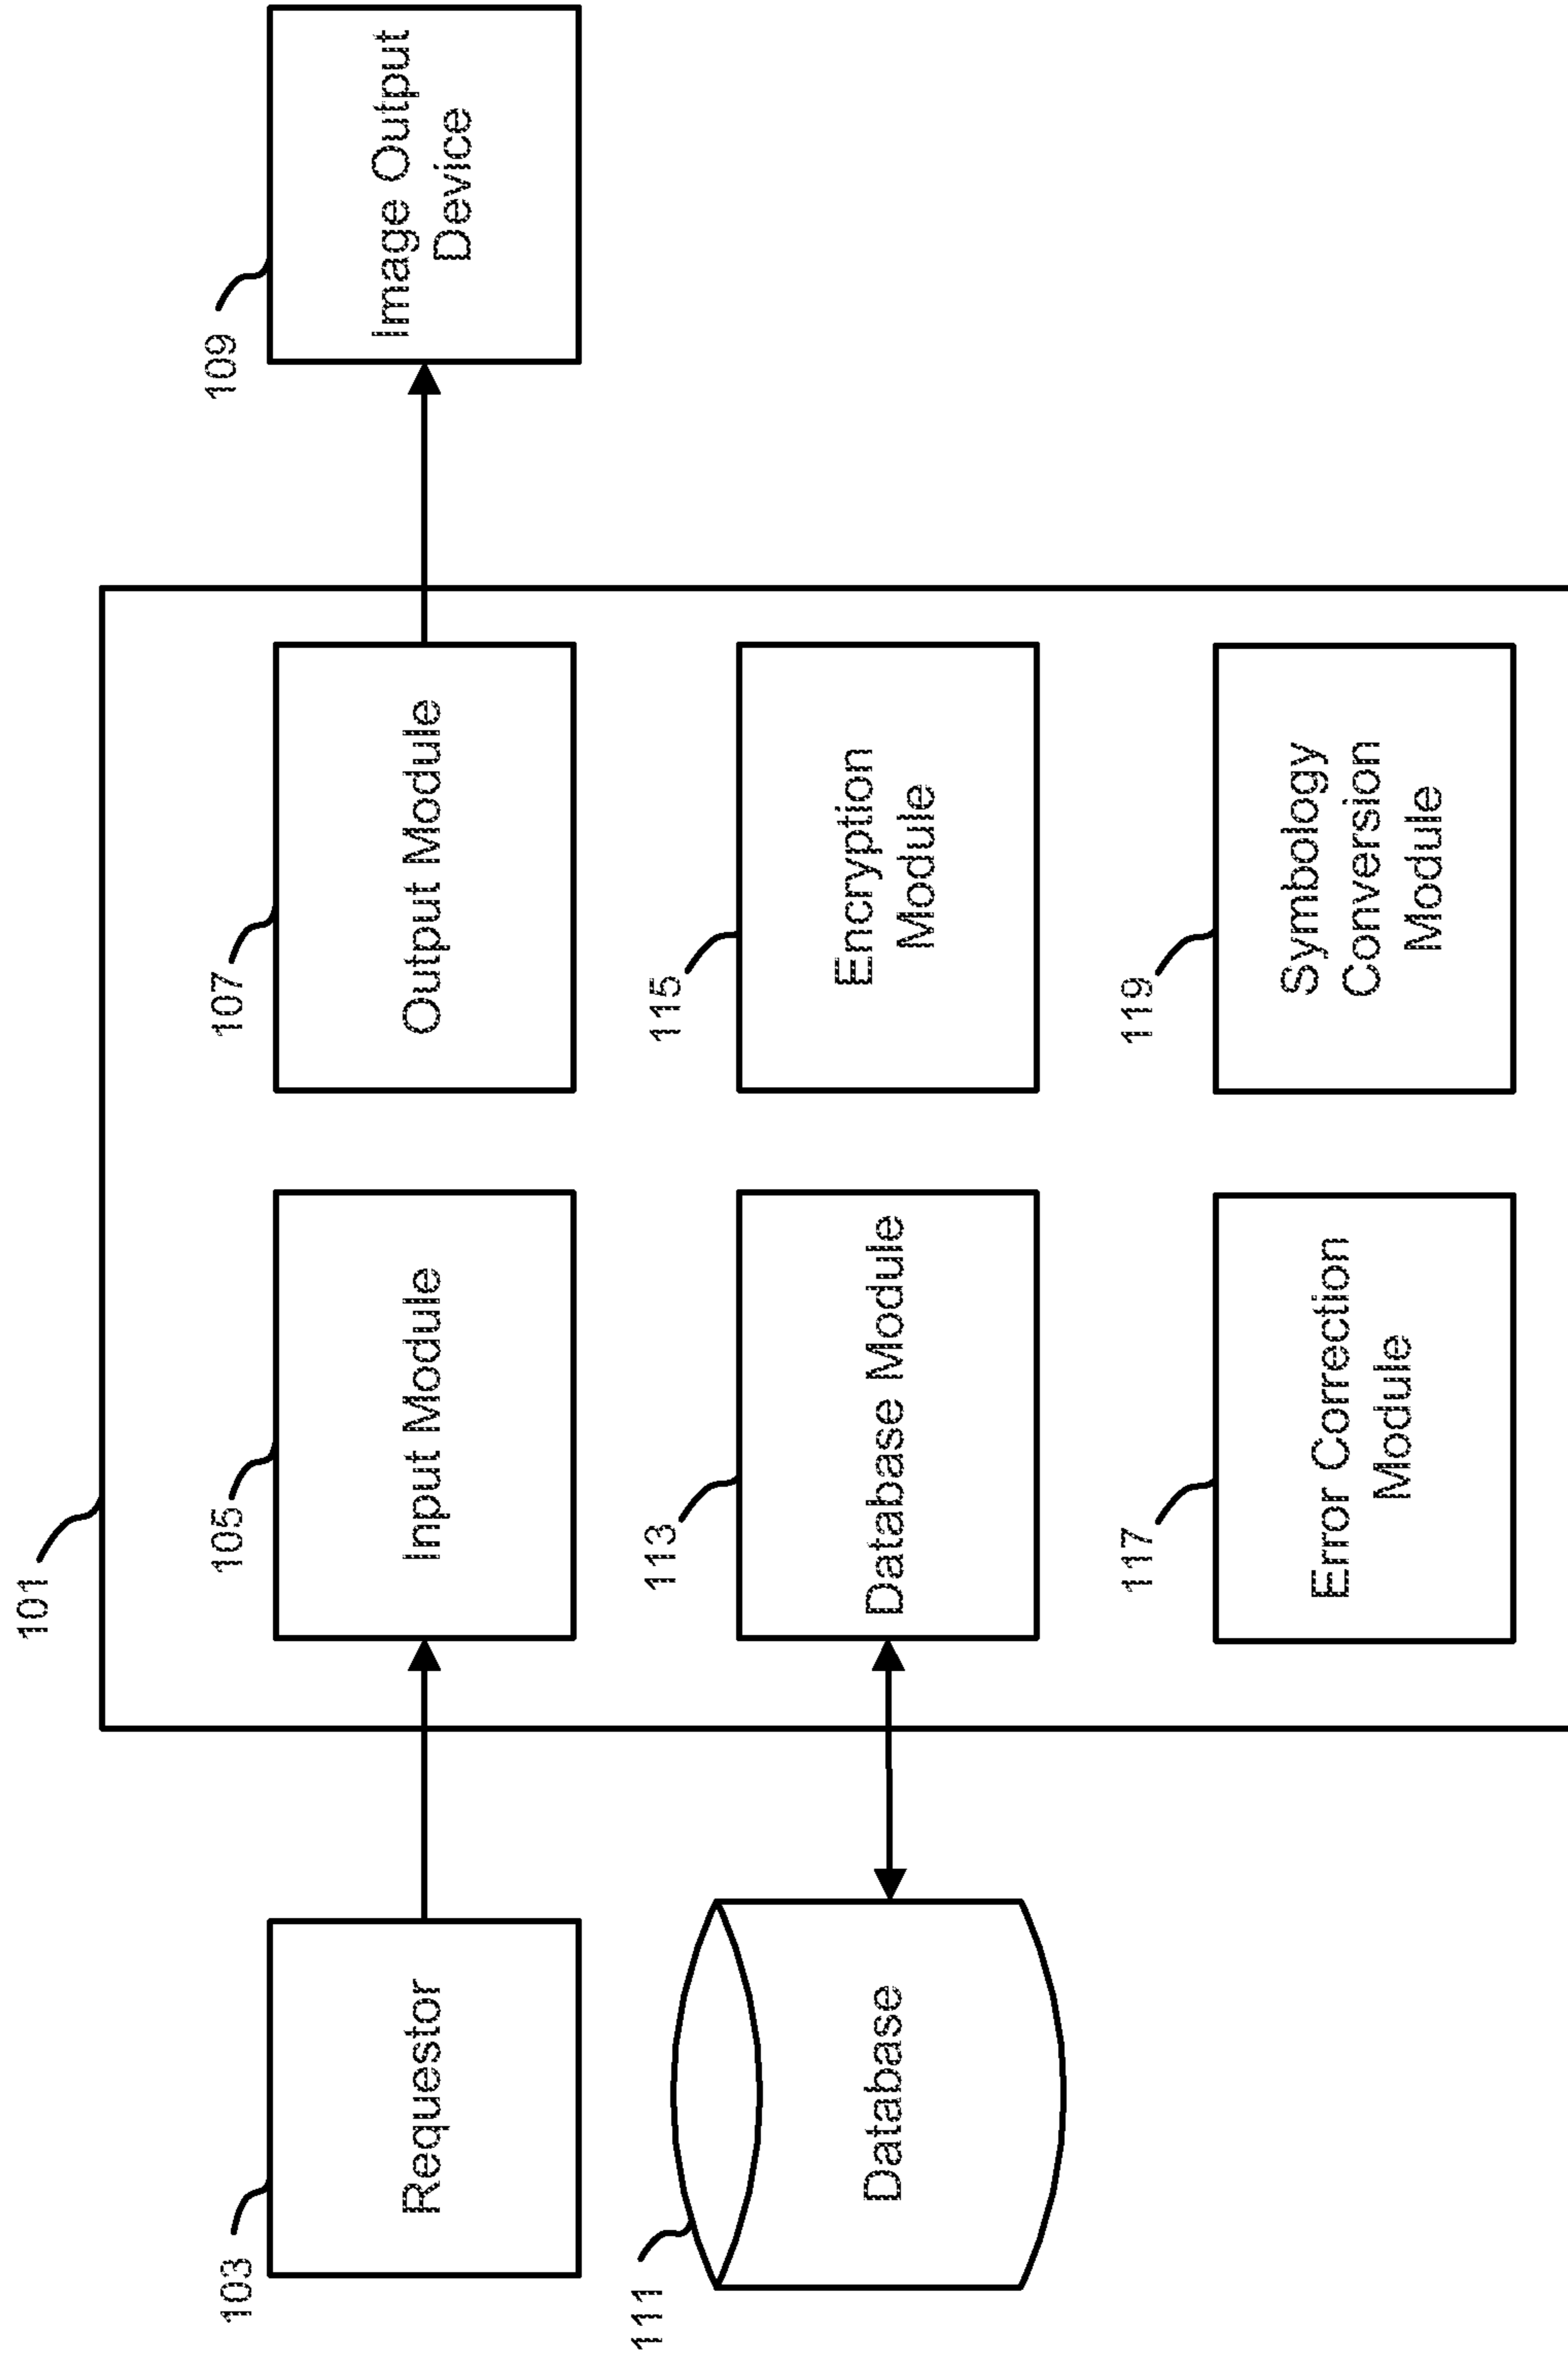 101
103
Requestor
105
Input Module
107
Output Module
109
Image Output
Device
111
Database
113
Database Module
115
Encryption
Module
117
Error Correction
Module
119
Symbology
Conversion
Module